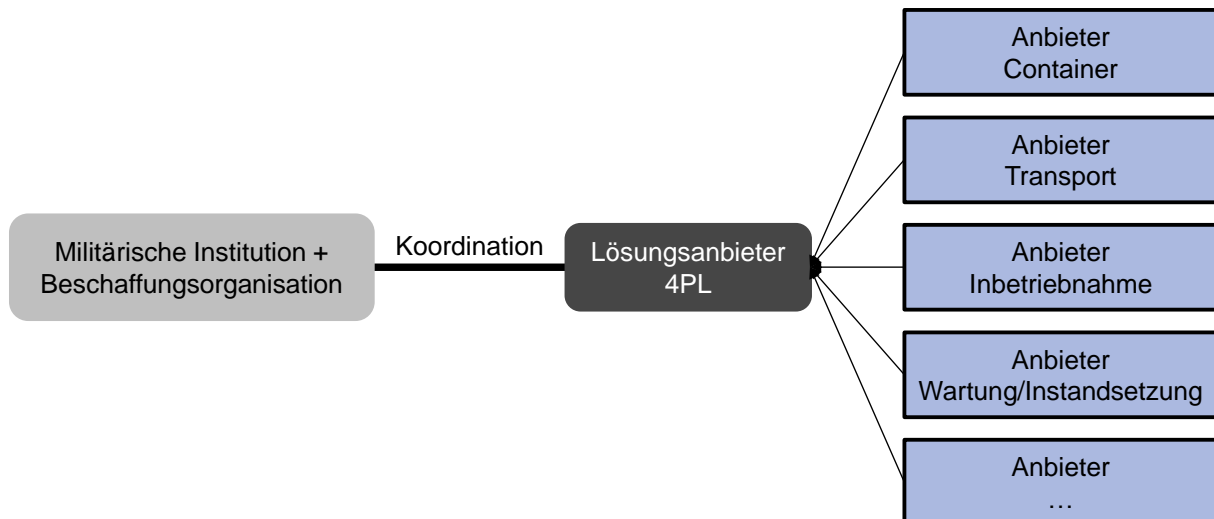 Militärische Institution +
Beschaffungsorganisation
Koordination
Lösungsanbieter
4PL
Anbieter
Container
Anbieter
Transport
Anbieter
Inbetriebnahme
Anbieter
Wartung/Instandsetzung
Anbieter
…